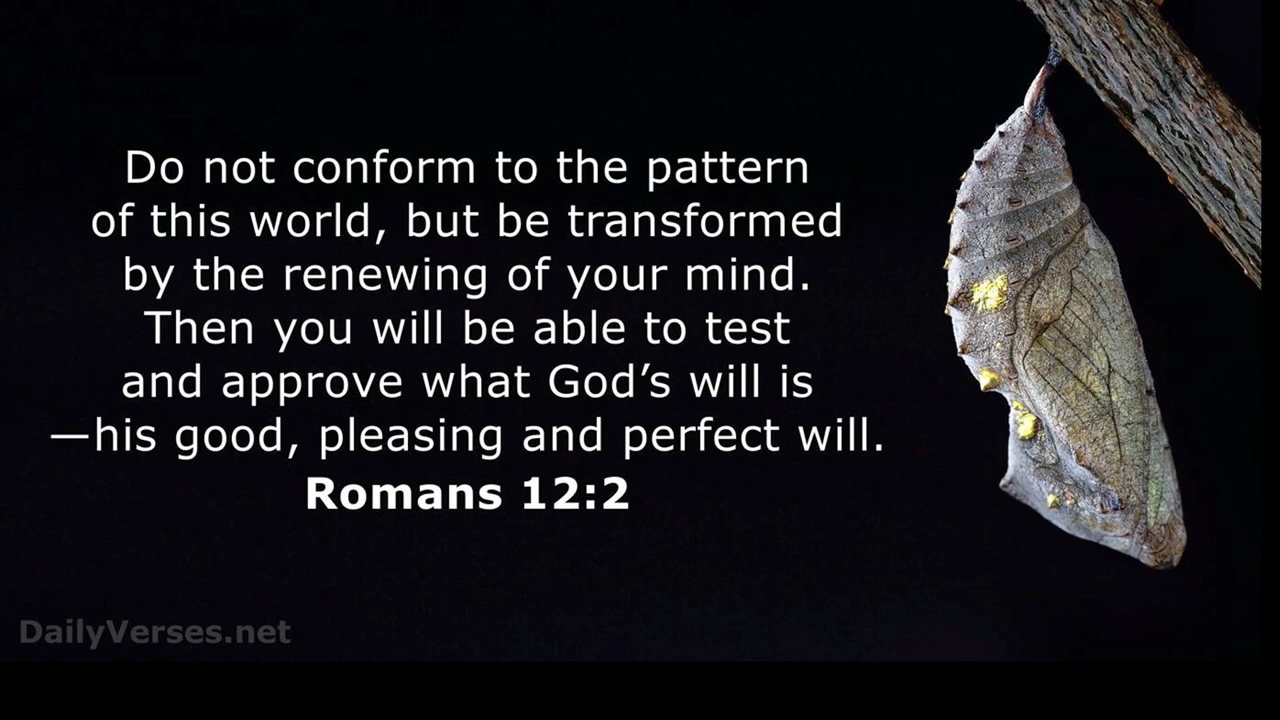 Do not conform to the pattern
of this world, but be transformed
by the renewing of your mind.
Then you will be able to test
and approve what God’s will is
—his good, pleasing and perfect will.
Romans 12:2
DailyVerses.net